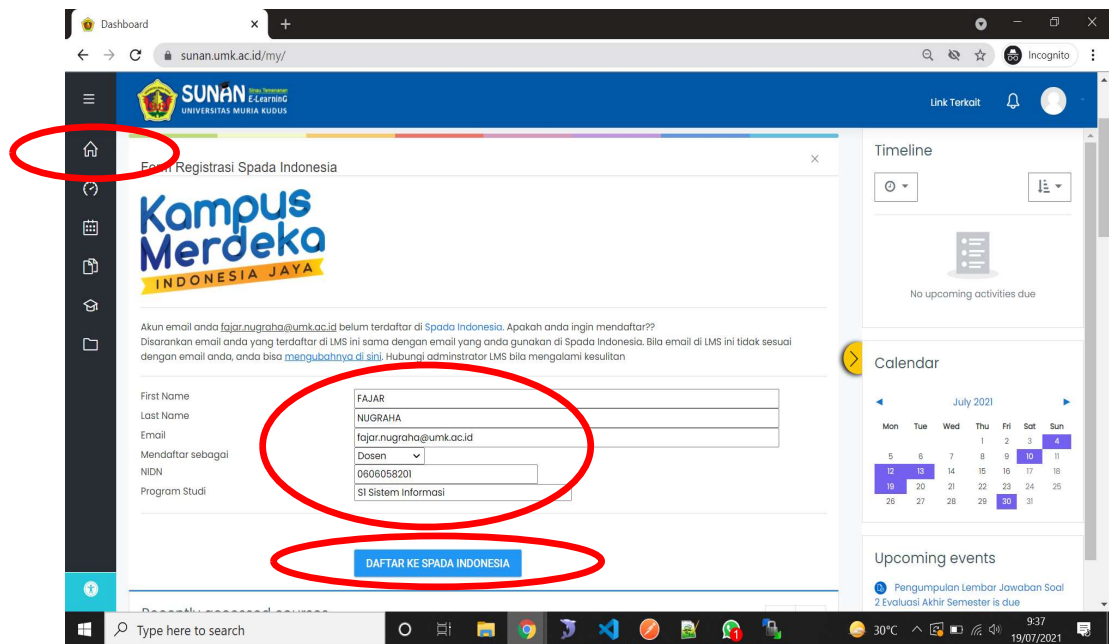 Dashboard
sunan.umk.ac.id/my/
Incognito
SUNAN E-LearninG
UNIVERSITAS MURIA KUDUS
Link Terkait
Form Registrasi Spada Indonesia
Kampus
Merdeka
INDONESIA JAYA
Akun email anda fajar.nugraha@umk.ac.id belum terdaftar di Spada Indonesia. Apakah anda ingin mendaftar??
Disarankan email anda yang terdaftar di LMS ini sama dengan email yang anda gunakan di Spada Indonesia. Bila email di LMS ini tidak sesuai
dengan email anda, anda bisa mengubahnya di sini. Hubungi adminstrator LMS bila mengalami kesulitan
First Name FAJAR
Last Name NUGRAHA
Email fajar.nugraha@umk.ac.id
Mendaftar sebagai Dosen
NIDN 0606058201
Program Studi S1 Sistem Informasi
DAFTAR KE SPADA INDONESIA
Recently accessed courses
Timeline
No upcoming activities due
Calendar
July 2021
Mon Tue Wed Thu Fri Sat Sun
1 2 3 4
5 6 7 8 9 10 11
12 13 14 15 16 17 18
19 20 21 22 23 24 25
26 27 28 29 30 31
Upcoming events
Pengumpulan Lembar Jawaban Soal
2 Evaluasi Akhir Semester is due
Type here to search
30°C
9:37
19/07/2021